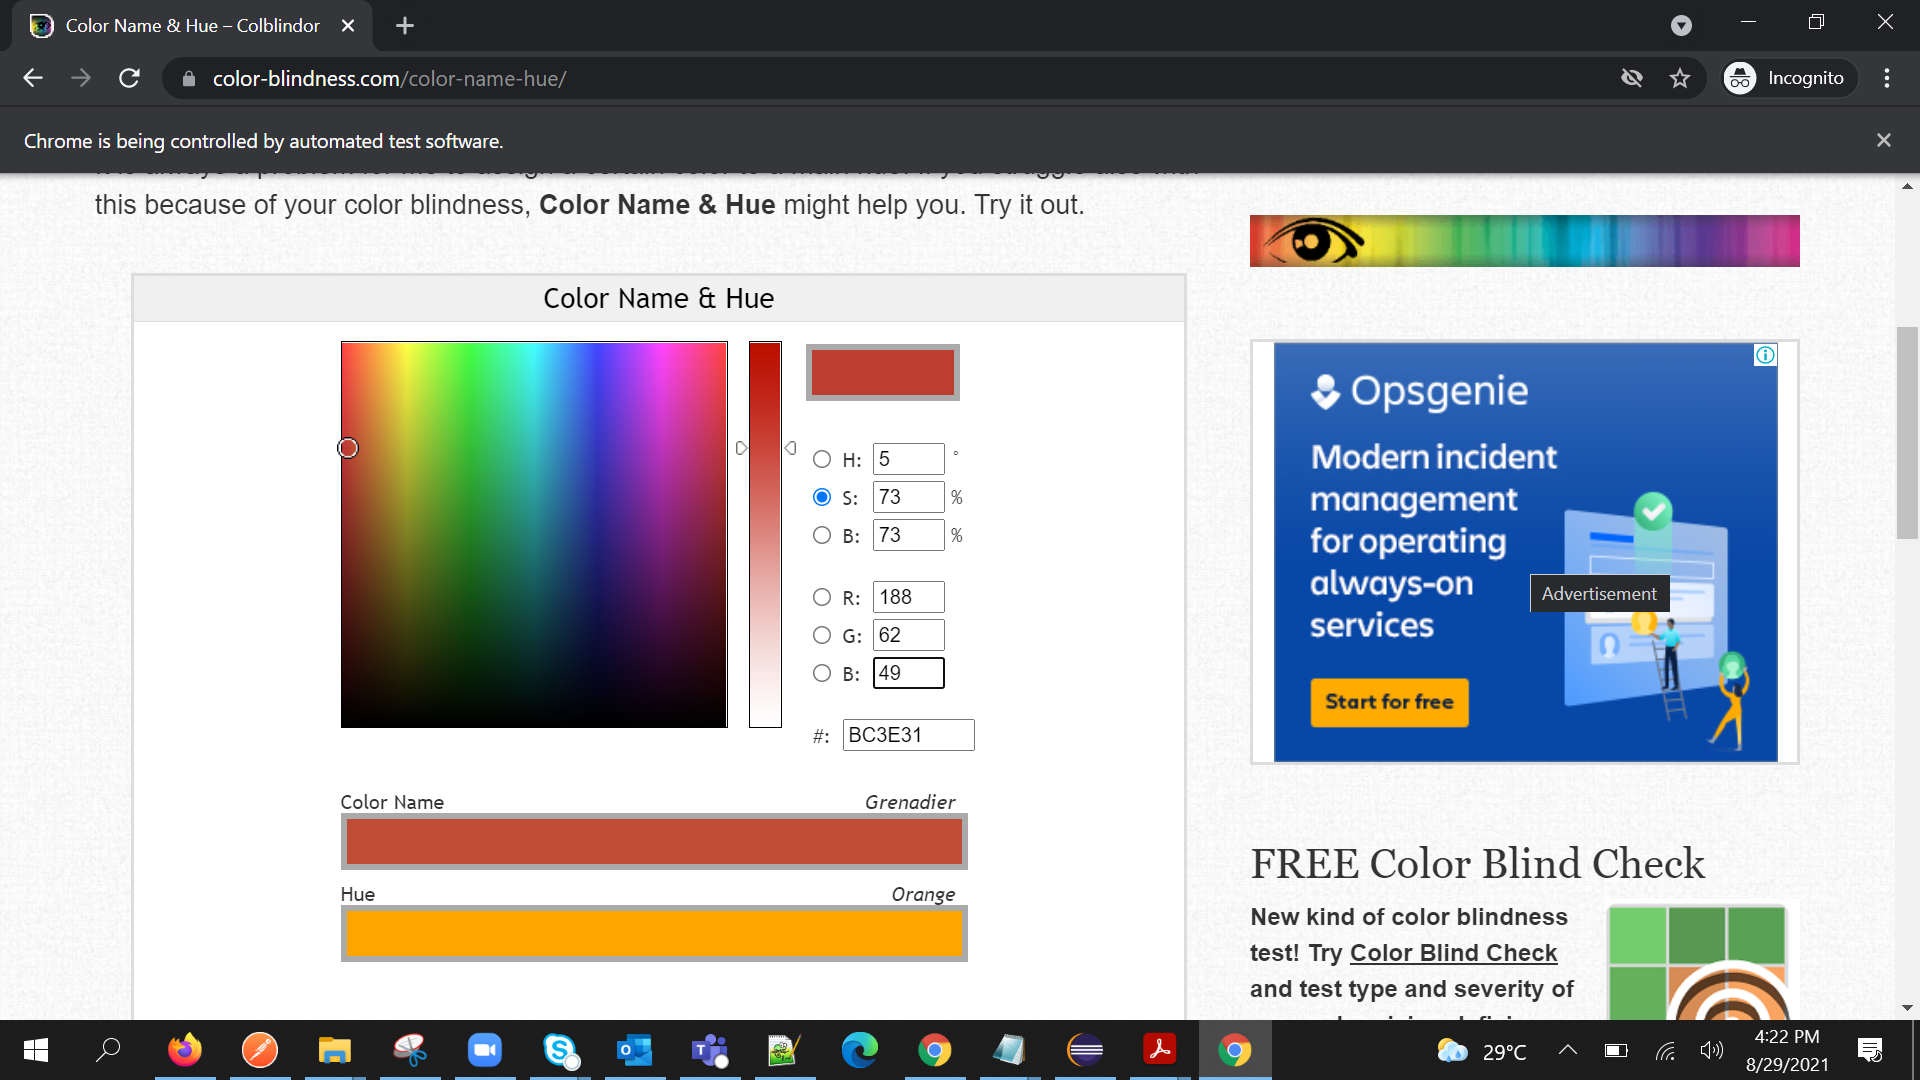 Color Name & Hue – Colblindor
color-blindness.com/color-name-hue/
Incognito
Chrome is being controlled by automated test software.
this because of your color blindness, Color Name & Hue might help you. Try it out.
Color Name & Hue
H: 5 °
S: 73 %
B: 73 %
R: 188
G: 62
B: 49
#: BC3E31
Color Name Grenadier
Hue Orange
Opsgenie
Modern incident
management
for operating
always-on
services
Advertisement
Start for free
FREE Color Blind Check
New kind of color blindness
test! Try Color Blind Check
and test type and severity of
29°C
4:22 PM
8/29/2021